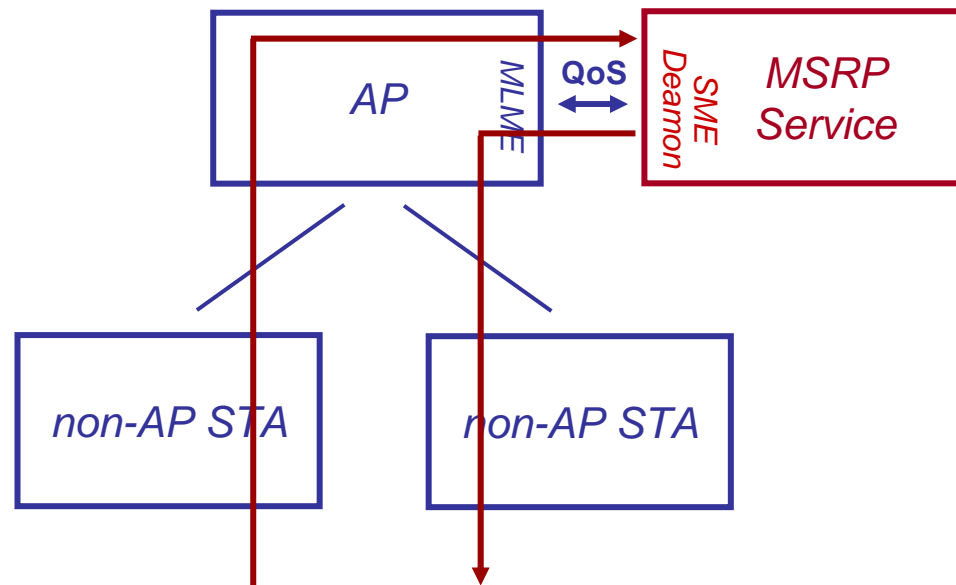 AP
MLME
QoS
SME
Deamon
MSRP
Service
non-AP STA
non-AP STA